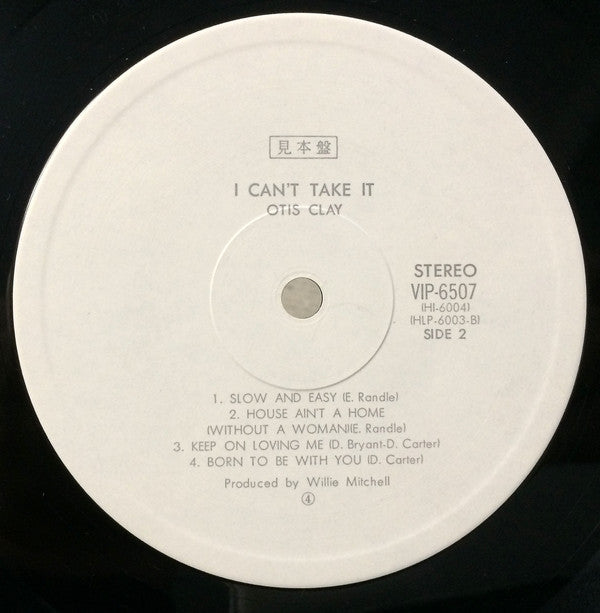 見本盤
I CAN'T TAKE IT
OTIS CLAY
STEREO
VIP-6507
(HI-6004)
(HLP-6003-B)
SIDE 2
1. SLOW AND EASY (E. Randle)
2. HOUSE AIN'T A HOME
(WITHOUT A WOMAN)(E. Randle)
3. KEEP ON LOVING ME (D. Bryant-D. Carter)
4. BORN TO BE WITH YOU (D. Carter)
Produced by Willie Mitchell
④